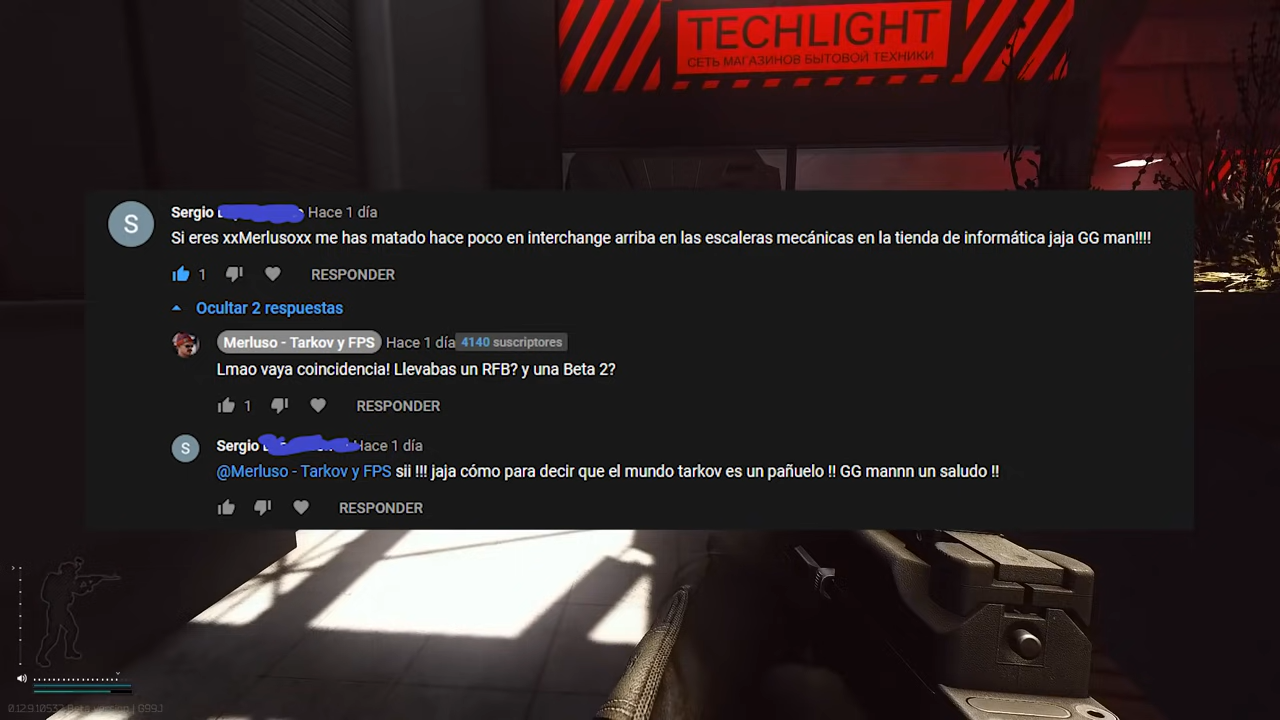 TECHLIGHT
СЕТЬ МАГАЗИНОВ БЫТОВОЙ ТЕХНИКИ
Sergio Hace 1 día
Si eres xxMerlusoxx me has matado hace poco en interchange arriba en las escaleras mecánicas en la tienda de informática jaja GG man!!!!
1 RESPONDER
Ocultar 2 respuestas
Merluso - Tarkov y FPS Hace 1 día 4140 suscriptores
Lmao vaya coincidencia! Llevabas un RFB? y una Beta 2?
1 RESPONDER
Sergio Hace 1 día
@Merluso - Tarkov y FPS sii !!! jaja cómo para decir que el mundo tarkov es un pañuelo !! GG mannn un saludo !!
RESPONDER